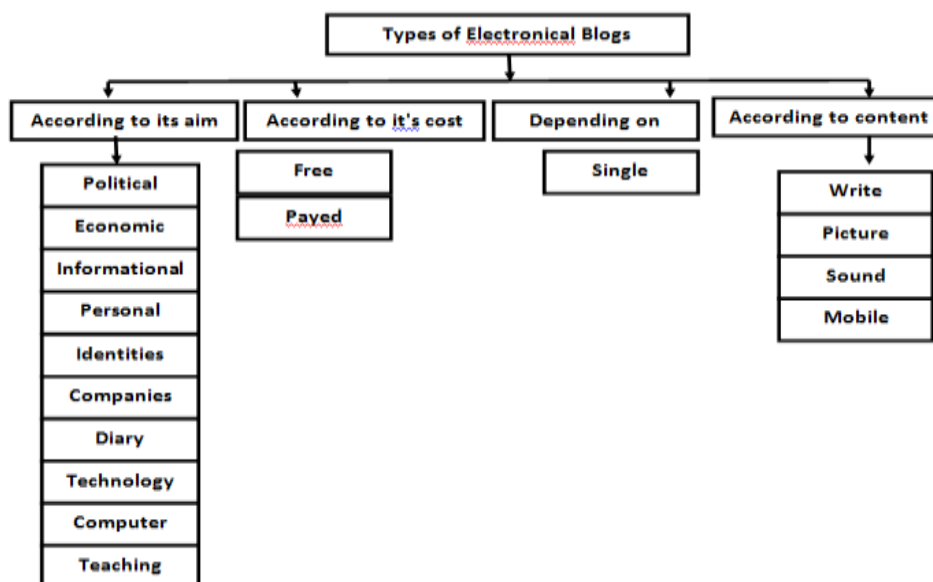 Types of Electronical Blogs
According to its aim
According to it's cost
Depending on
According to content
Political
Economic
Informational
Personal
Identities
Companies
Diary
Technology
Computer
Teaching
Free
Payed
Single
Write
Picture
Sound
Mobile